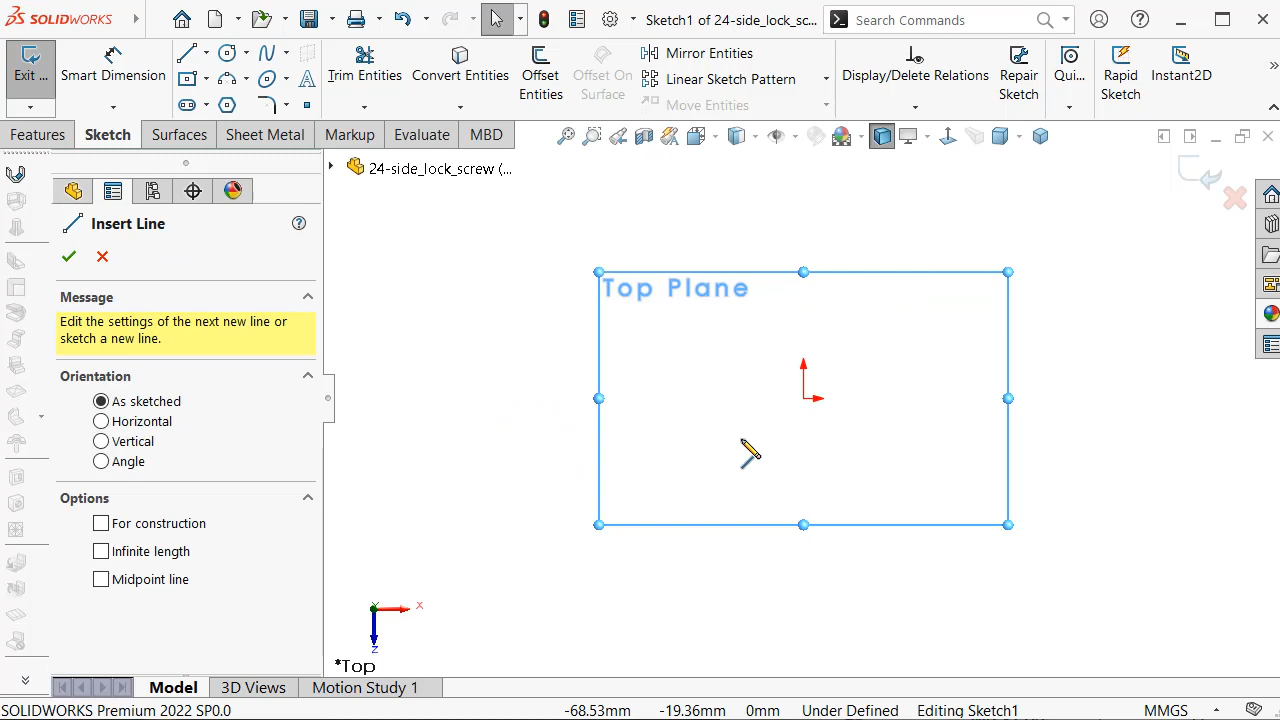 SOLIDWORKS
Sketch1 of 24-side_lock_sc...
Search Commands
Exit ...
Smart Dimension
Trim Entities
Convert Entities
Offset Entities
Offset On Surface
Mirror Entities
Linear Sketch Pattern
Move Entities
Display/Delete Relations
Repair Sketch
Qui...
Rapid Sketch
Instant2D
Features
Sketch
Surfaces
Sheet Metal
Markup
Evaluate
MBD
24-side_lock_screw (...
Insert Line
Message
Edit the settings of the next new line or
sketch a new line.
Orientation
As sketched
Horizontal
Vertical
Angle
Options
For construction
Infinite length
Midpoint line
Top Plane
Y
X
Z
*Top
Model
3D Views
Motion Study 1
SOLIDWORKS Premium 2022 SP0.0
-68.53mm
-19.36mm
0mm
Under Defined
Editing Sketch1
MMGS